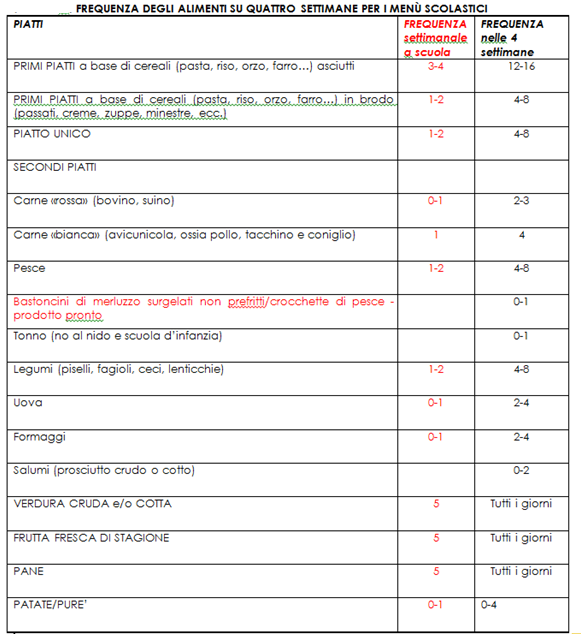 FREQUENZA DEGLI ALIMENTI SU QUATTRO SETTIMANE PER I MENÙ SCOLASTICI
PIATTI FREQUENZA settimanale a scuola FREQUENZA nelle 4 settimane
PRIMI PIATTI a base di cereali (pasta, riso, orzo, farro…) asciutti 3-4 12-16
PRIMI PIATTI a base di cereali (pasta, riso, orzo, farro…) in brodo 1-2 4-8
(passati, creme, zuppe, minestre, ecc.)
PIATTO UNICO 1-2 4-8
SECONDI PIATTI
Carne «rossa» (bovino, suino) 0-1 2-3
Carne «bianca» (avicunicola, ossia pollo, tacchino e coniglio) 1 4
Pesce 1-2 4-8
Bastoncini di merluzzo surgelati non prefritti/crocchette di pesce - 0-1
prodotto pronto
Tonno (no al nido e scuola d'infanzia) 0-1
Legumi (piselli, fagioli, ceci, lenticchie) 1-2 4-8
Uova 0-1 2-4
Formaggi 0-1 2-4
Salumi (prosciutto crudo o cotto) 0-2
VERDURA CRUDA e/o COTTA 5 Tutti i giorni
FRUTTA FRESCA DI STAGIONE 5 Tutti i giorni
PANE 5 Tutti i giorni
PATATE/PURE' 0-1 0-4